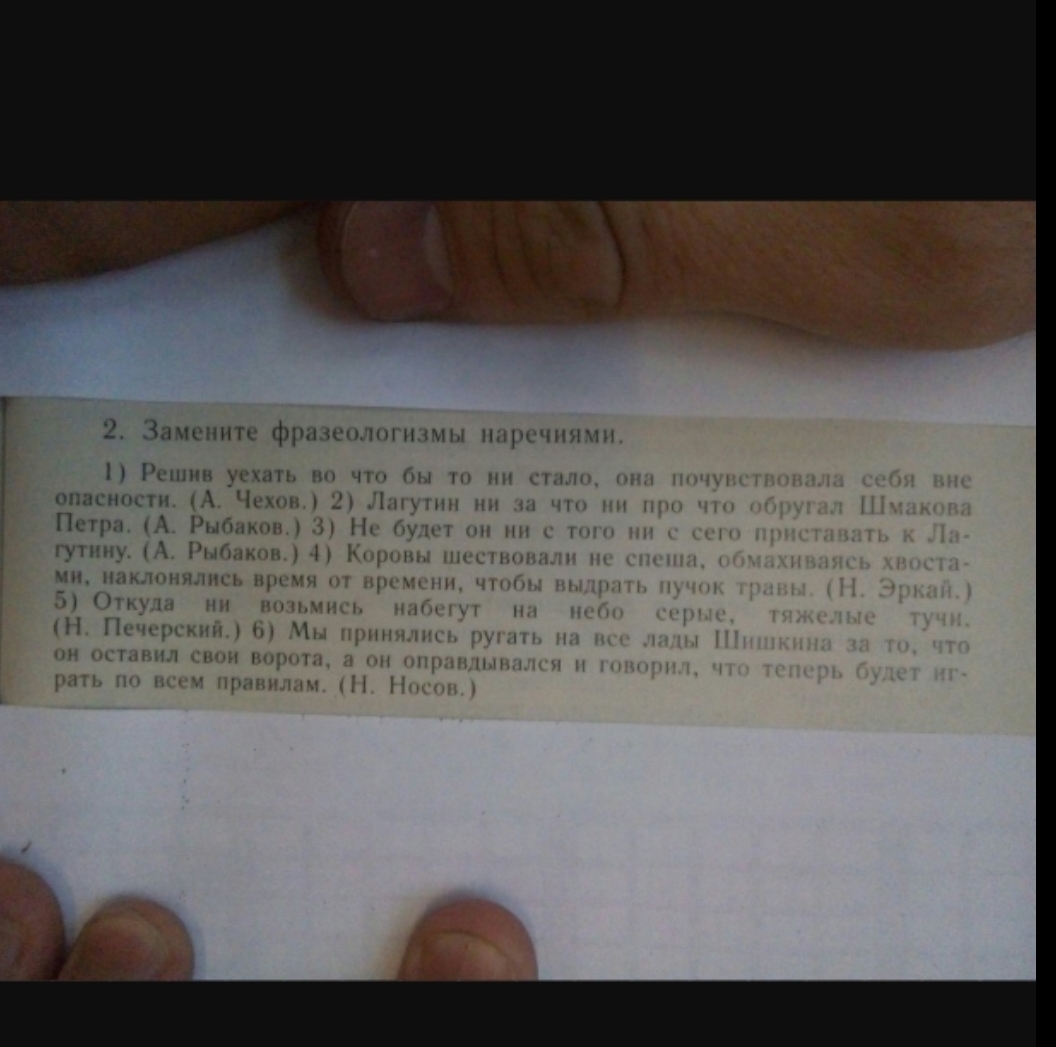 2. Замените фразеологизмы наречиями.
1) Решив уехать во что бы то ни стало, она почувствовала себя вне
опасности. (А. Чехов.) 2) Лагутин ни за что ни про что обругал Шмакова
Петра. (А. Рыбаков.) 3) Не будет он ни с того ни с сего приставать к Ла-
гутину. (А. Рыбаков.) 4) Коровы шествовали не спеша, обмахиваясь хвоста-
ми, наклонялись время от времени, чтобы выдрать пучок травы. (Н. Эркай.)
5) Откуда ни возьмись набегут на небо серые, тяжелые тучи.
(Н. Печерский.) 6) Мы принялись ругать на все лады Шишкина за то, что
он оставил свои ворота, а он оправдывался и говорил, что теперь будет иг-
рать по всем правилам. (Н. Носов.)